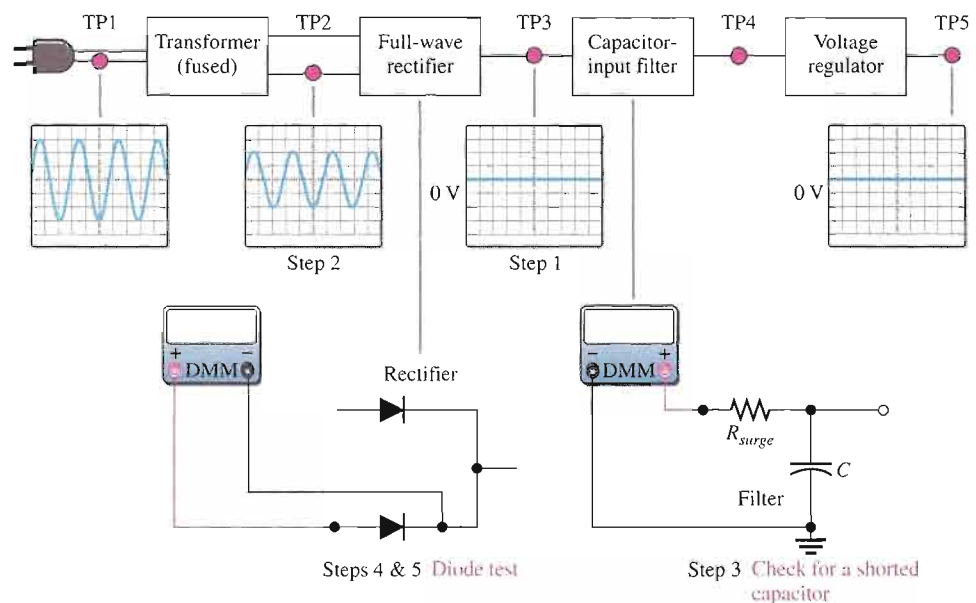 TP1
TP2
TP3
TP4
TP5
Transformer
(fused)
Full-wave
rectifier
Capacitor-
input filter
Voltage
regulator
0 V
0 V
Step 2
Step 1
+ −
DMM
− +
DMM
Rectifier
R_surge
C
Filter
Steps 4 & 5 Diode test
Step 3 Check for a shorted
capacitor